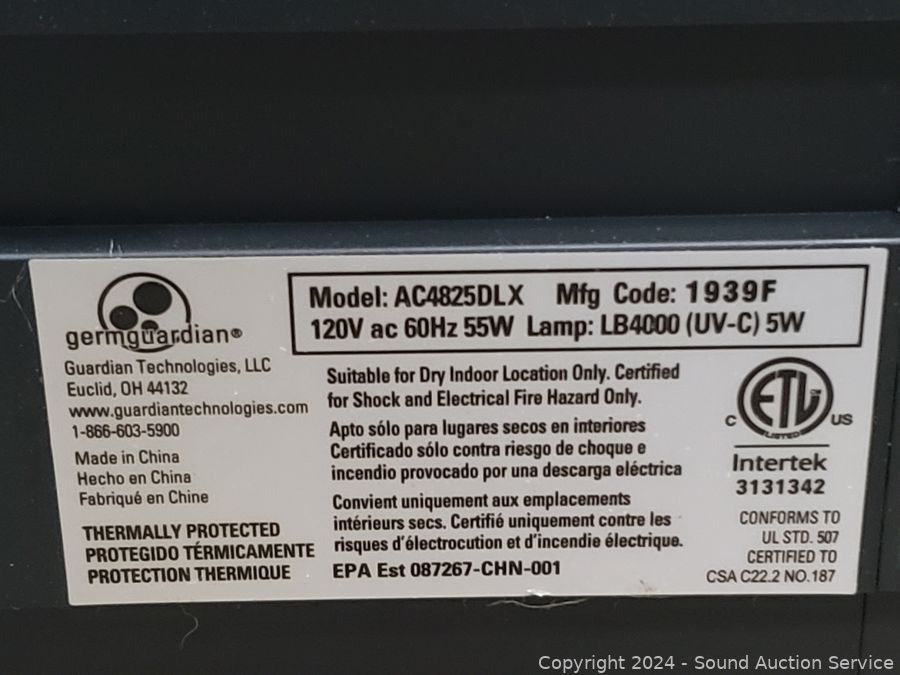 germguardian®
Guardian Technologies, LLC
Euclid, OH 44132
www.guardiantechnologies.com
1-866-603-5900
Made in China
Hecho en China
Fabriqué en Chine
THERMALLY PROTECTED
PROTEGIDO TÉRMICAMENTE
PROTECTION THERMIQUE
Model: AC4825DLX Mfg Code: 1939F
120V ac 60Hz 55W Lamp: LB4000 (UV-C) 5W
Suitable for Dry Indoor Location Only. Certified
for Shock and Electrical Fire Hazard Only.
Apto sólo para lugares secos en interiores
Certificado sólo contra riesgo de choque e
incendio provocado por una descarga eléctrica
Convient uniquement aux emplacements
intérieurs secs. Certifié uniquement contre les
risques d'électrocution et d'incendie électrique.
EPA Est 087267-CHN-001
ETL
C US
LISTED
Intertek
3131342
CONFORMS TO
UL STD. 507
CERTIFIED TO
CSA C22.2 NO.187
Copyright © 2024 - Sound Auction Service